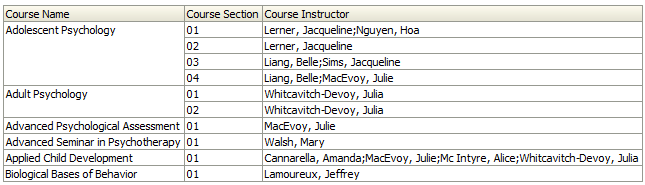 Course Name Course Section Course Instructor
Adolescent Psychology 01 Lerner, Jacqueline;Nguyen, Hoa
02 Lerner, Jacqueline
03 Liang, Belle;Sims, Jacqueline
04 Liang, Belle;MacEvoy, Julie
Adult Psychology 01 Whitcavitch-Devoy, Julia
02 Whitcavitch-Devoy, Julia
Advanced Psychological Assessment 01 MacEvoy, Julie
Advanced Seminar in Psychotherapy 01 Walsh, Mary
Applied Child Development 01 Cannarella, Amanda;MacEvoy, Julie;Mc Intyre, Alice;Whitcavitch-Devoy, Julia
Biological Bases of Behavior 01 Lamoureux, Jeffrey